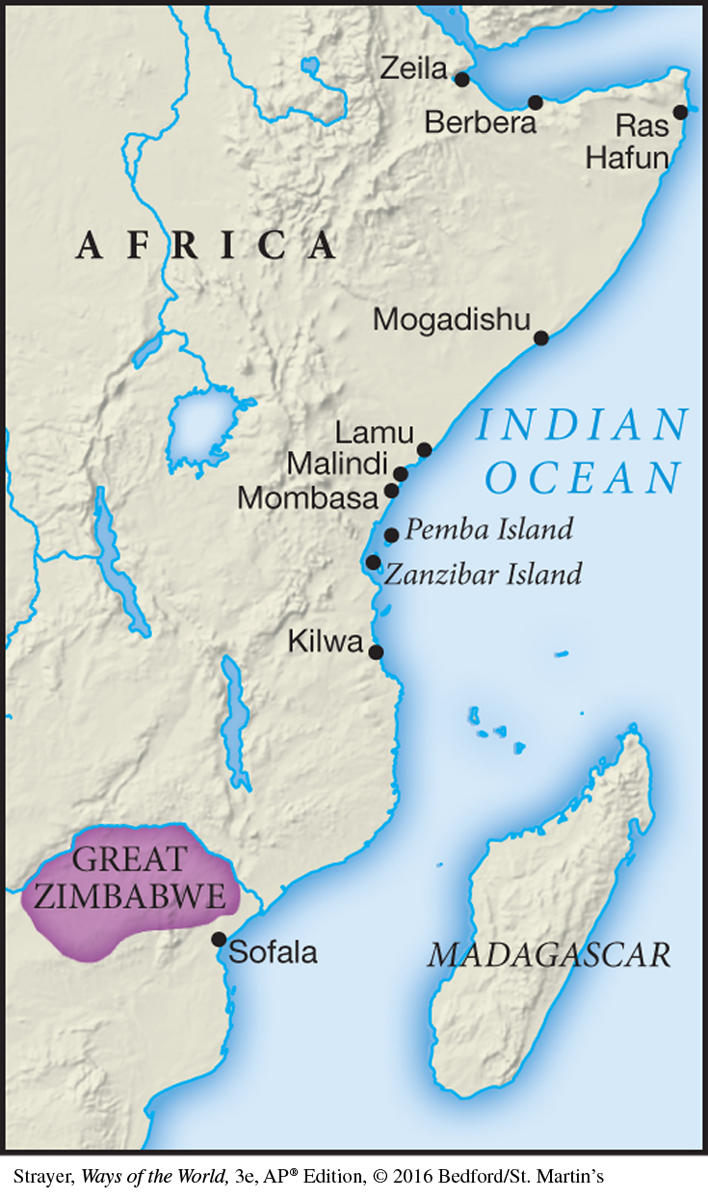 Zeila
Berbera
Ras
Hafun
AFRICA
Mogadishu
INDIAN
OCEAN
Lamu
Malindi
Mombasa
Pemba Island
Zanzibar Island
Kilwa
GREAT
ZIMBABWE
Sofala
MADAGASCAR
Strayer, Ways of the World, 3e, AP® Edition, © 2016 Bedford/St. Martin’s